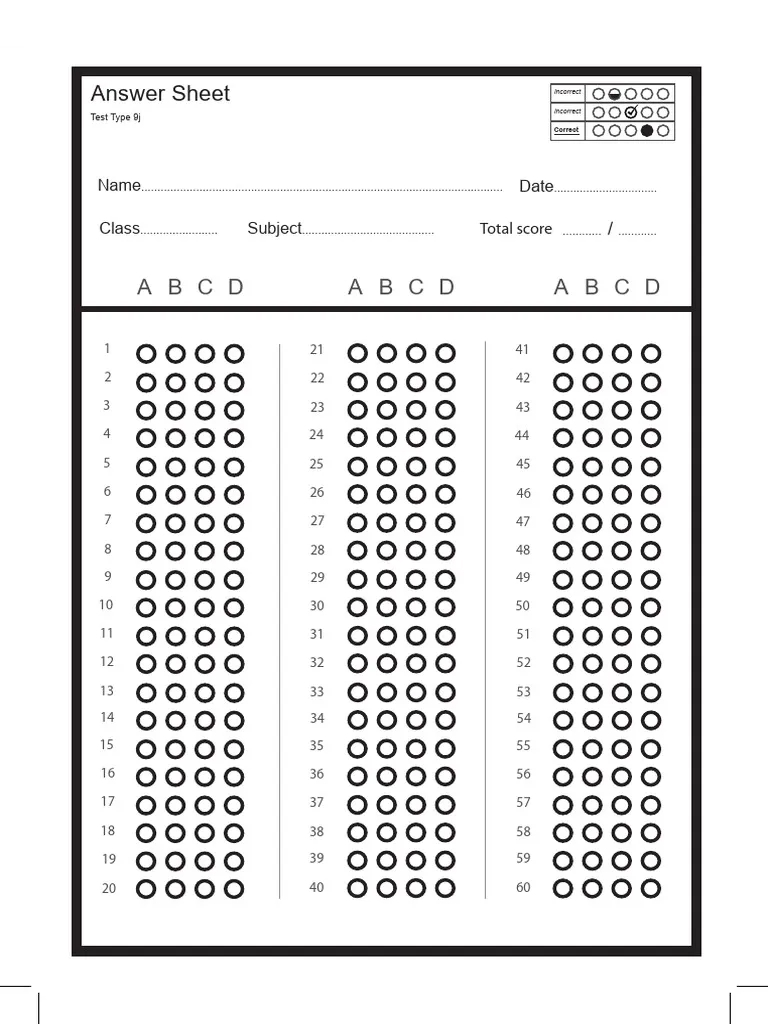 Answer Sheet
Test Type 9j
Incorrect
Incorrect
Correct
Name.......... Date..........
Class.......... Subject.......... Total score .......... / ..........
A B C D A B C D A B C D
1 21 41
2 22 42
3 23 43
4 24 44
5 25 45
6 26 46
7 27 47
8 28 48
9 29 49
10 30 50
11 31 51
12 32 52
13 33 53
14 34 54
15 35 55
16 36 56
17 37 57
18 38 58
19 39 59
20 40 60